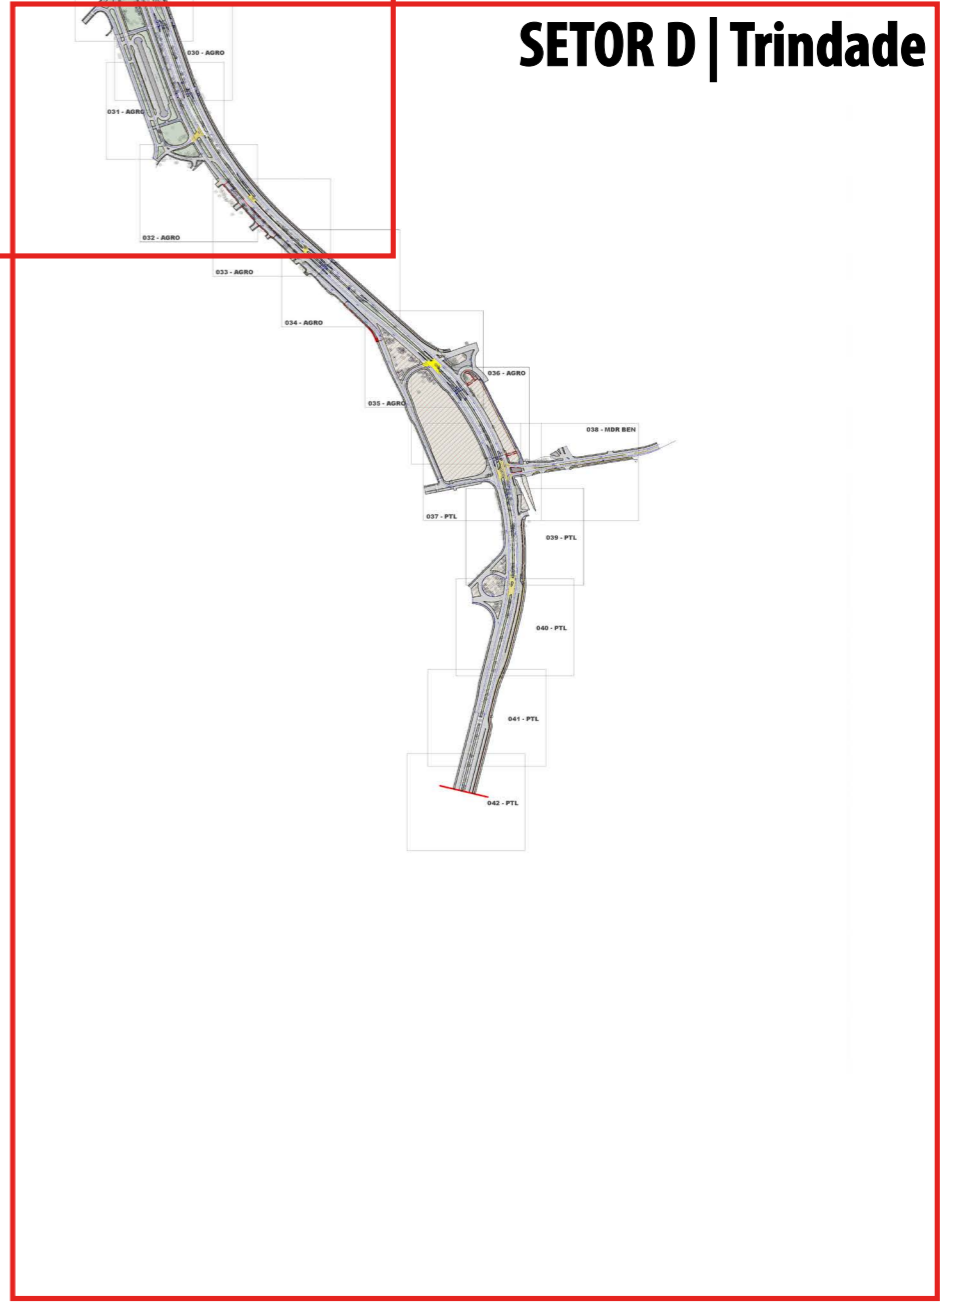 SETOR D | Trindade
030 - AGRO
031 - AGRO
032 - AGRO
033 - AGRO
034 - AGRO
036 - AGRO
035 - AGRO
038 - MDR BEN
037 - PTL
039 - PTL
040 - PTL
041 - PTL
042 - PTL